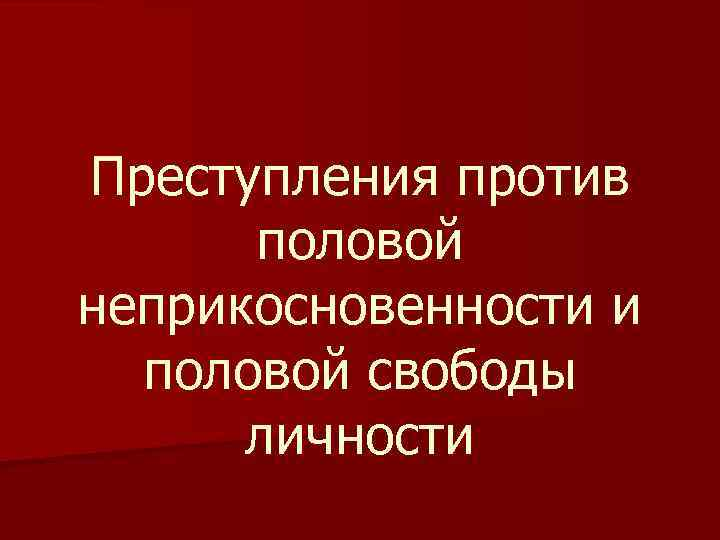 Преступления против
половой
неприкосновенности и
половой свободы
личности